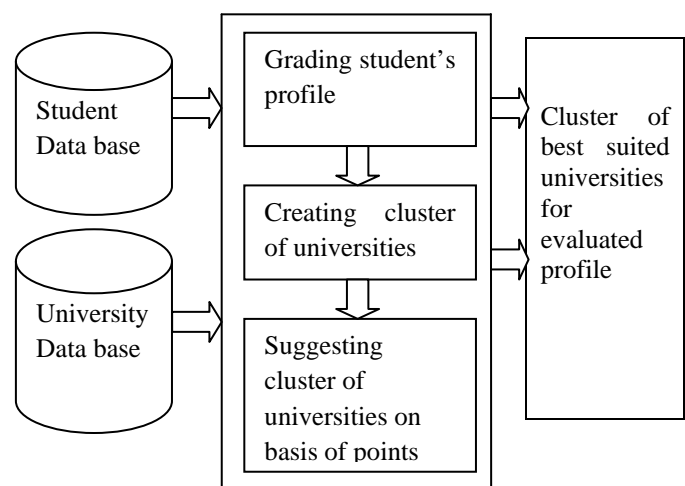 Student
Data base
University
Data base
Grading student's
profile
Creating cluster
of universities
Suggesting
cluster of
universities on
basis of points
Cluster of
best suited
universities
for
evaluated
profile